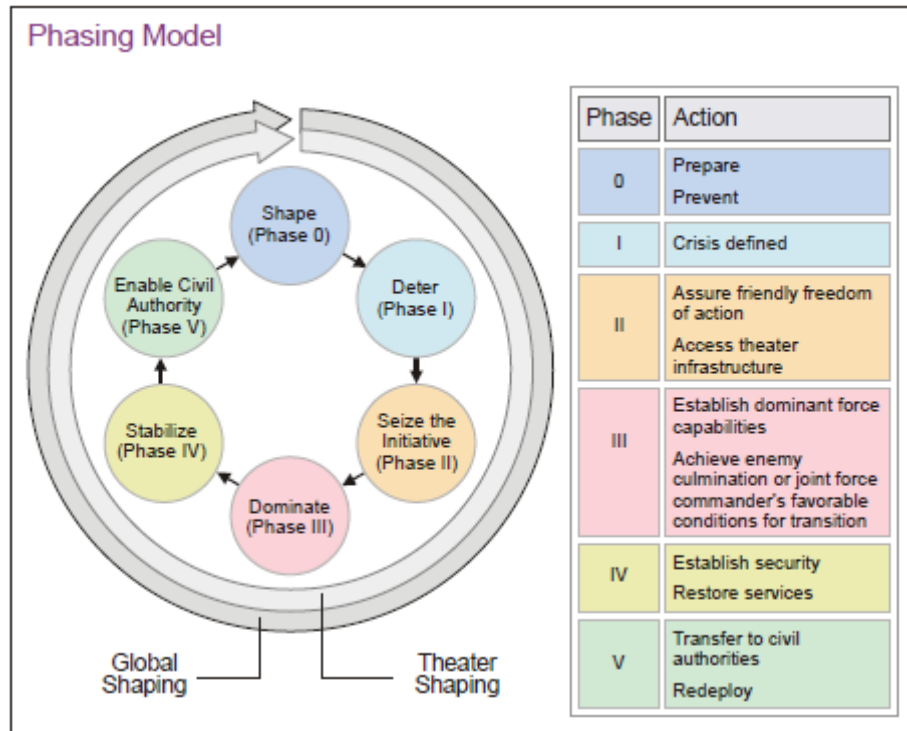 Phasing Model
Shape
(Phase 0)
Deter
(Phase I)
Seize the
Initiative
(Phase II)
Dominate
(Phase III)
Stabilize
(Phase IV)
Enable Civil
Authority
(Phase V)
Global
Shaping
Theater
Shaping
Phase
Action
0
Prepare
Prevent
I
Crisis defined
II
Assure friendly freedom
of action
Access theater
infrastructure
III
Establish dominant force
capabilities
Achieve enemy
culmination or joint force
commander's favorable
conditions for transition
IV
Establish security
Restore services
V
Transfer to civil
authorities
Redeploy